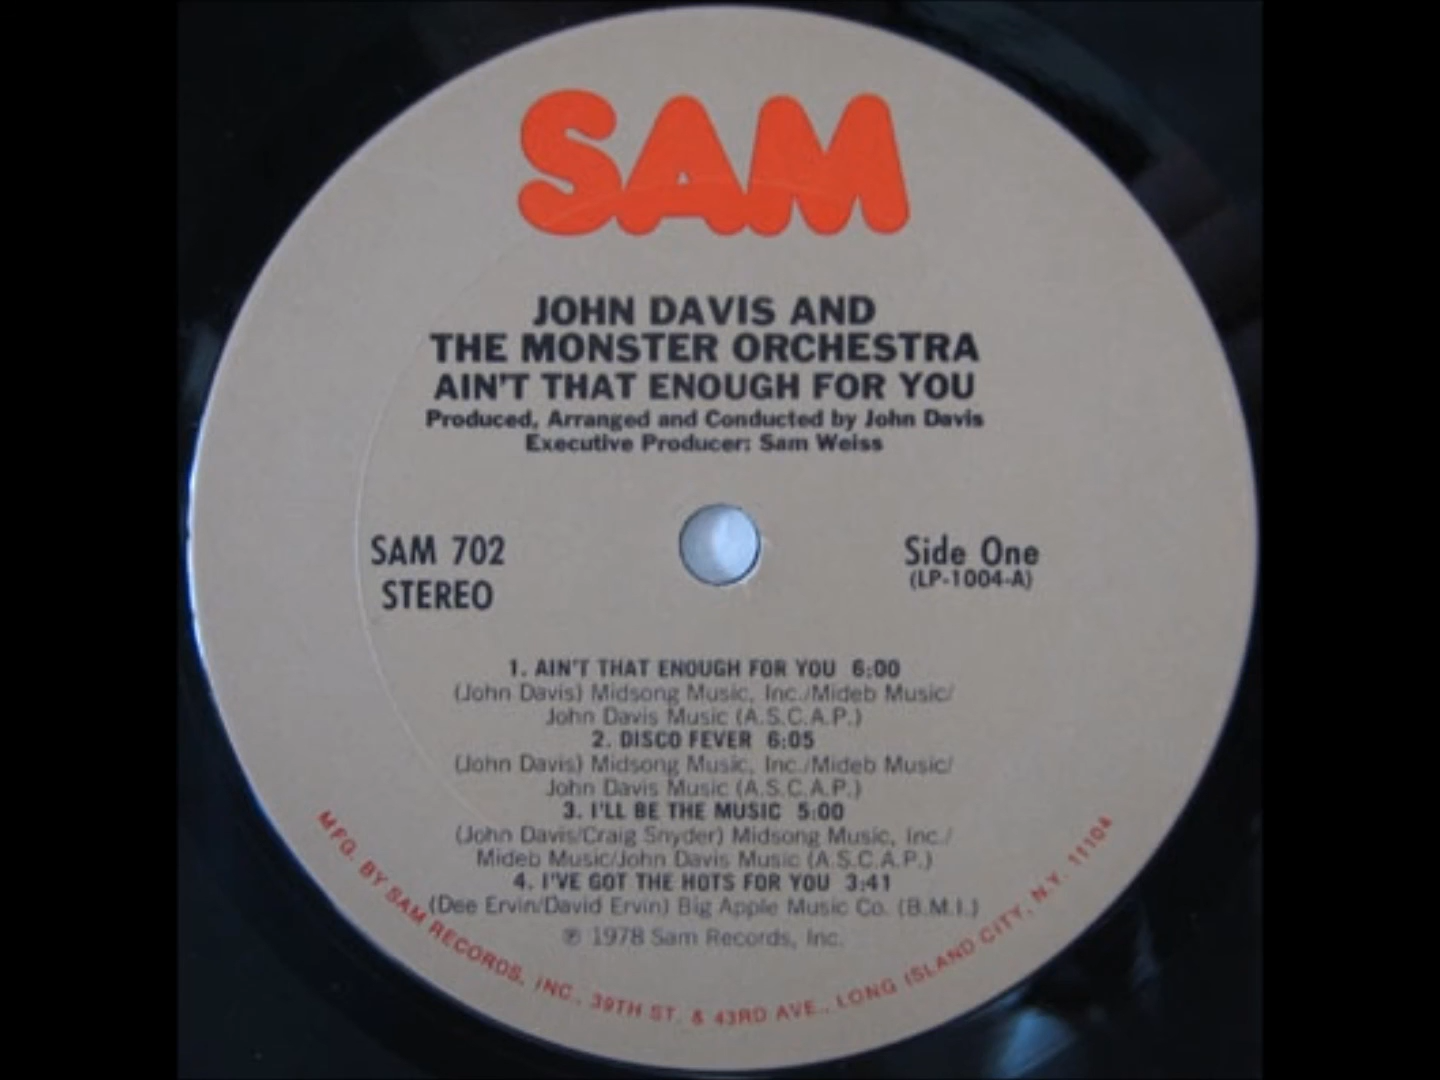 SAM
JOHN DAVIS AND
THE MONSTER ORCHESTRA
AIN'T THAT ENOUGH FOR YOU
Produced, Arranged and Conducted by John Davis
Executive Producer: Sam Weiss
SAM 702
STEREO
Side One
(LP-1004-A)
1. AIN'T THAT ENOUGH FOR YOU 6:00
(John Davis) Midsong Music, Inc./Mideb Music/
John Davis Music (A.S.C.A.P.)
2. DISCO FEVER 6:05
(John Davis) Midsong Music, Inc./Mideb Music/
John Davis Music (A.S.C.A.P.)
3. I'LL BE THE MUSIC 5:00
(John Davis/Craig Snyder) Midsong Music, Inc./
Mideb Music/John Davis Music (A.S.C.A.P.)
4. I'VE GOT THE HOTS FOR YOU 3:41
(Dee Ervin/David Ervin) Big Apple Music Co. (B.M.I.)
℗ 1978 Sam Records, Inc.
MFG. BY SAM RECORDS, INC., 39TH ST. & 43RD AVE., LONG ISLAND CITY, N.Y. 11104